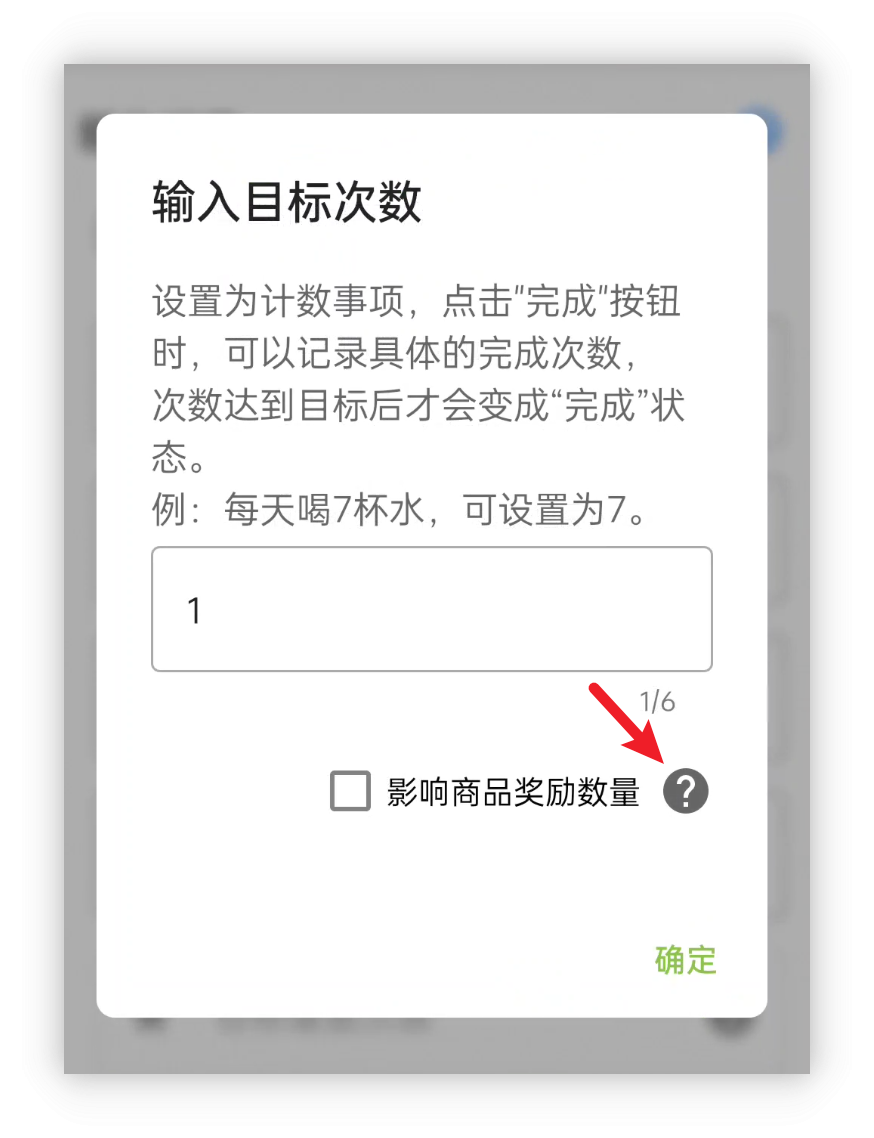 输入目标次数
设置为计数事项，点击"完成"按钮
时，可以记录具体的完成次数，
次数达到目标后才会变成“完成”状
态。
例：每天喝7杯水，可设置为7。
1
1/6
影响商品奖励数量 ?
确定